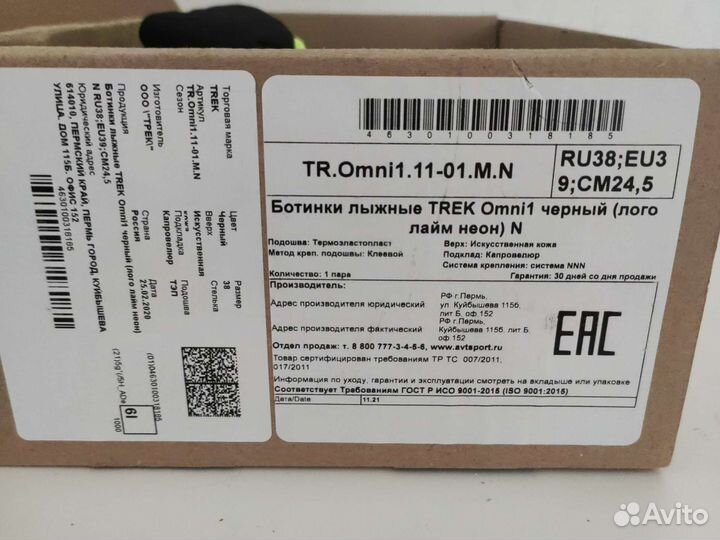 4630100318185
TR.Omni1.11-01.M.N
RU38;EU3
9;CM24,5
Ботинки лыжные TREK Omni1 черный (лого
лайм неон) N
Подошва: Термоэластопласт
Верх: Искусственная кожа
Метод креп. подошвы: Клеевой
Подклад: Капровелюр
Система крепления: система NNN
Количество: 1 пара
Гарантия: 30 дней со дня продажи
Производитель:
Адрес производителя юридический
РФ г.Пермь,
ул. Куйбышева 115б,
лит Б, оф.152
Адрес производителя фактический
РФ г.Пермь,
Куйбышева 115б, лит Б,
оф.152
Отдел продаж: т. 8 800 777-3-4-5-6, www.avtsport.ru
Товар сертифицирован требованиям ТР ТС 007/2011,
017/2011
EAC
Информация по уходу, гарантии смотреть на вкладыше или упаковке
Соответствует Требованиям ГОСТ Р ИСО 9001-2015 (ISO 9001:2015)
Дата/Date
11.21
Торговая марка
TREK
Артикул
TR.Omni1.11-01.M.N
Сезон
Изготовитель
ООО \"ТРЕК\"
Продукция
Ботинки лыжные TREK Omni1 черный (лого лайм неон)
N RU38;EU39;CM24,5
Юридический адрес
614010, ПЕРМСКИЙ КРАЙ, ПЕРМЬ ГОРОД, КУЙБЫШЕВА
УЛИЦА, ДОМ 115Б, ОФИС 152
4630100318185
Цвет
Черный
Размер
38
Верх
Искусственная
Стелька
Подкладка
Капровелюр
Подошва
ТЭП
Страна
Россия
Дата
25.02.2020
(01)04630100318185
6I
1000
Avito